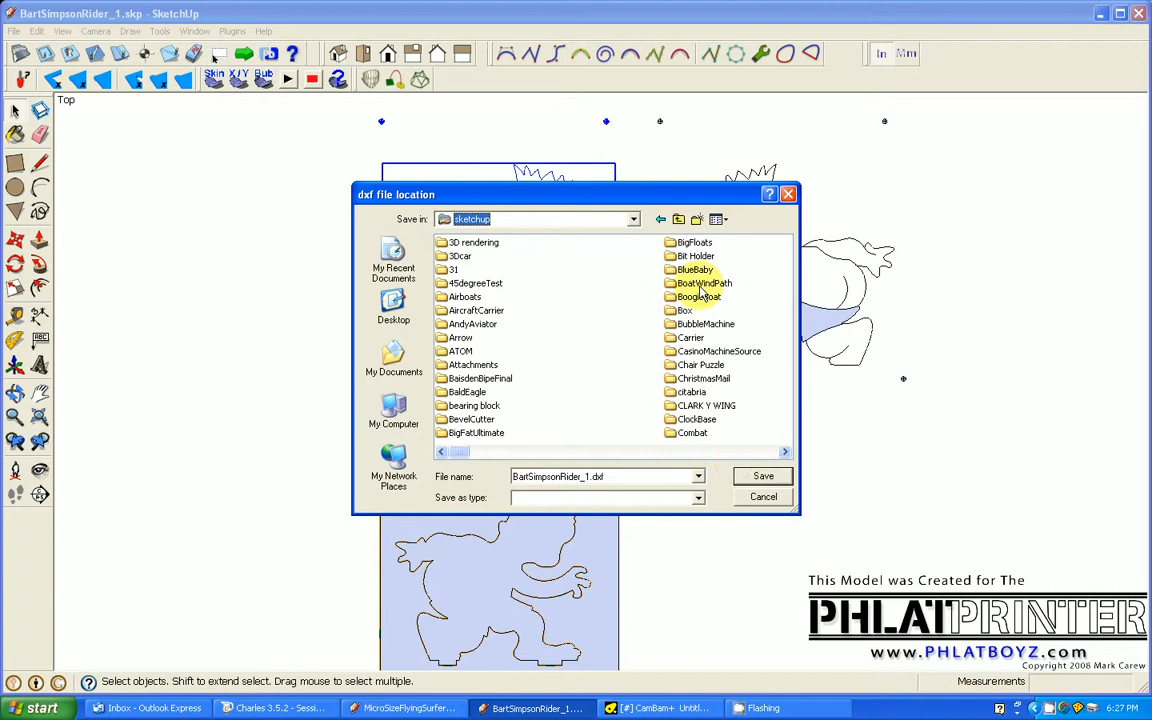 BartSimpsonRider_1.skp - SketchUp
File Edit View Camera Draw Tools Window Plugins Help
In Mm
Skin X/Y Bub
Top
ABC
dxf file location
Save in: sketchup
My Recent Documents
Desktop
My Documents
My Computer
My Network Places
3D rendering
3Dcar
31
45degreeTest
Airboats
AircraftCarrier
AndyAviator
Arrow
ATOM
Attachments
BaisdenBipeFinal
BaldEagle
bearing block
BevelCutter
BigFatUltimate
BigFloats
Bit Holder
BlueBaby
BoatWindPath
BoogieBoat
Box
BubbleMachine
Carrier
CasinoMachineSource
Chair Puzzle
ChristmasMail
citabria
CLARK Y WING
ClockBase
Combat
File name: BartSimpsonRider_1.dxf Save
Save as type: Cancel
This Model was Created for The
PHLATPRINTER
www.PHLATBOYZ.com
Copyright 2008 Mark Carew
Select objects. Shift to extend select. Drag mouse to select multiple. Measurements
start Inbox - Outlook Express Charles 3.5.2 - Sessi... MicroSizeFlyingSurfer... BartSimpsonRider_1.... [#] CamBam+ Untitl... Flashing 6:27 PM